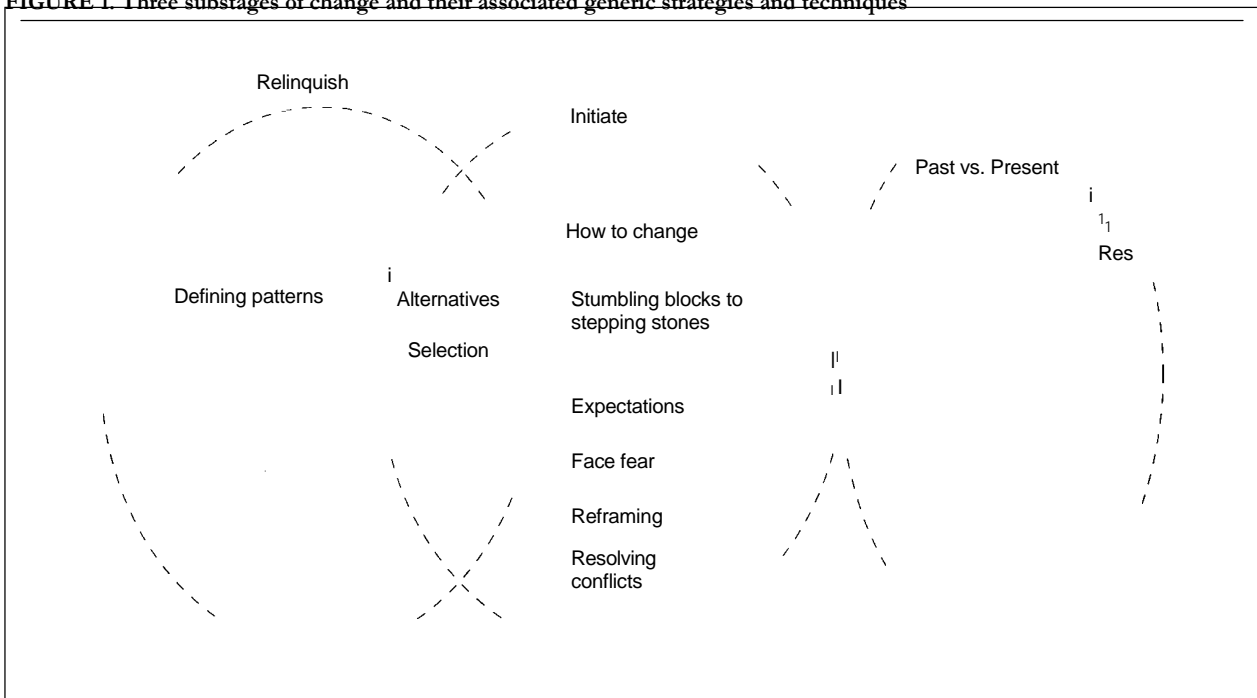 FIGURE 1. Three substages of change and their associated generic strategies and techniques
Relinquish
Initiate
Past vs. Present
How to change
Res
Defining patterns
Alternatives
Stumbling blocks to
stepping stones
Selection
Expectations
Face fear
Reframing
Resolving
conflicts